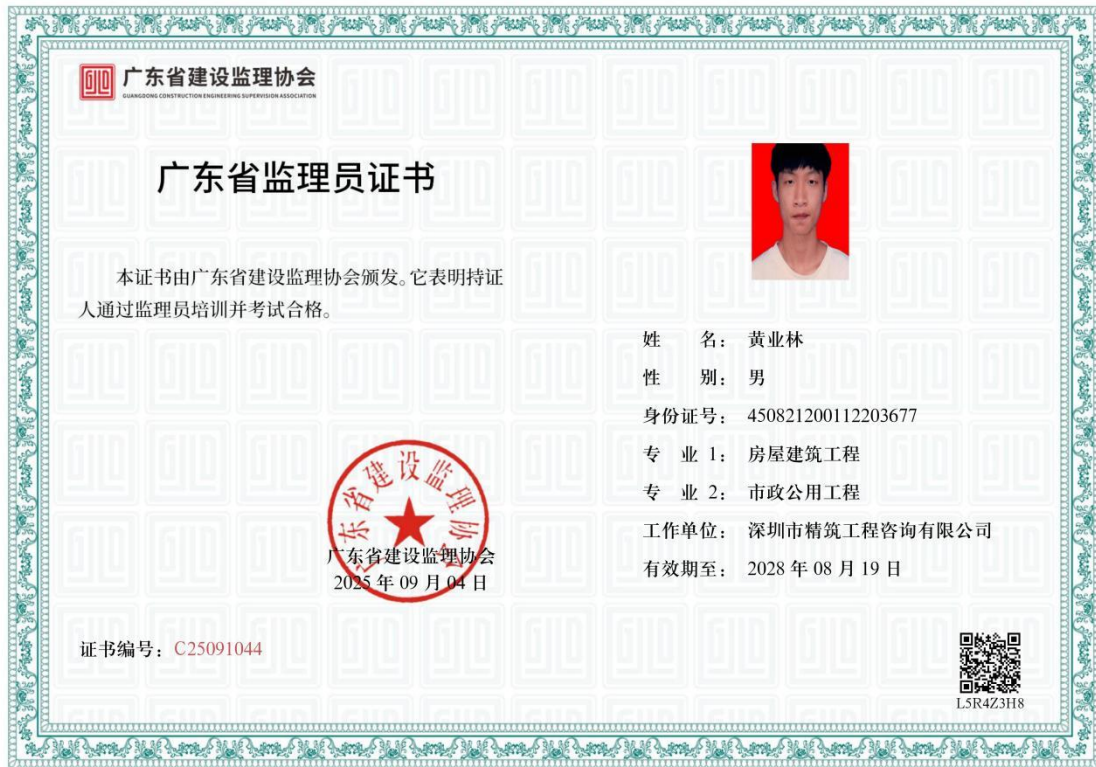 广东省建设监理协会
GUANGDONG CONSTRUCTION ENGINEERING SUPERVISION ASSOCIATION
广东省监理员证书
本证书由广东省建设监理协会颁发。它表明持证
人通过监理员培训并考试合格。
姓 名： 黄业林
性 别： 男
身份证号： 450821200112203677
专 业 1： 房屋建筑工程
专 业 2： 市政公用工程
工作单位： 深圳市精筑工程咨询有限公司
有效期至： 2028 年 08 月 19 日
广东省建设监理协会
广东省建设监理协会
2025 年 09 月 04 日
证书编号：C25091044
L5R4Z3H8